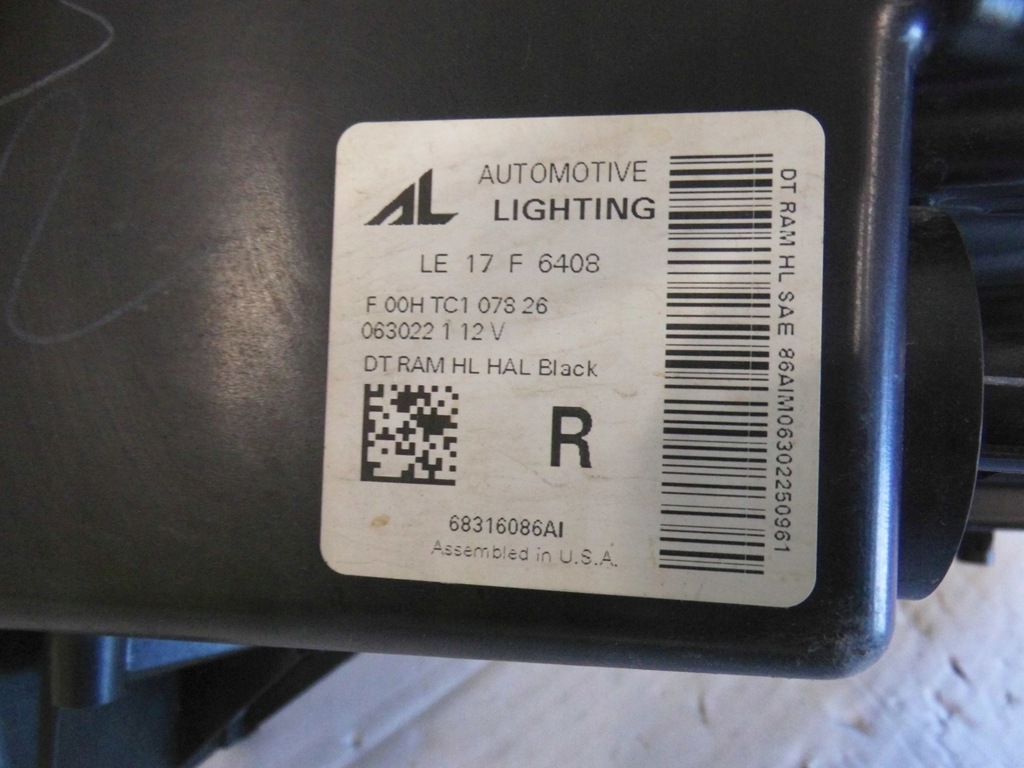 AL
AUTOMOTIVE
LIGHTING
LE 17 F 6408
F 00H TC1 078 26
063022 1 12 V
DT RAM HL HAL Black
R
68316086AI
Assembled in U.S.A.
DT RAM HL SAE 86AIM06302250961